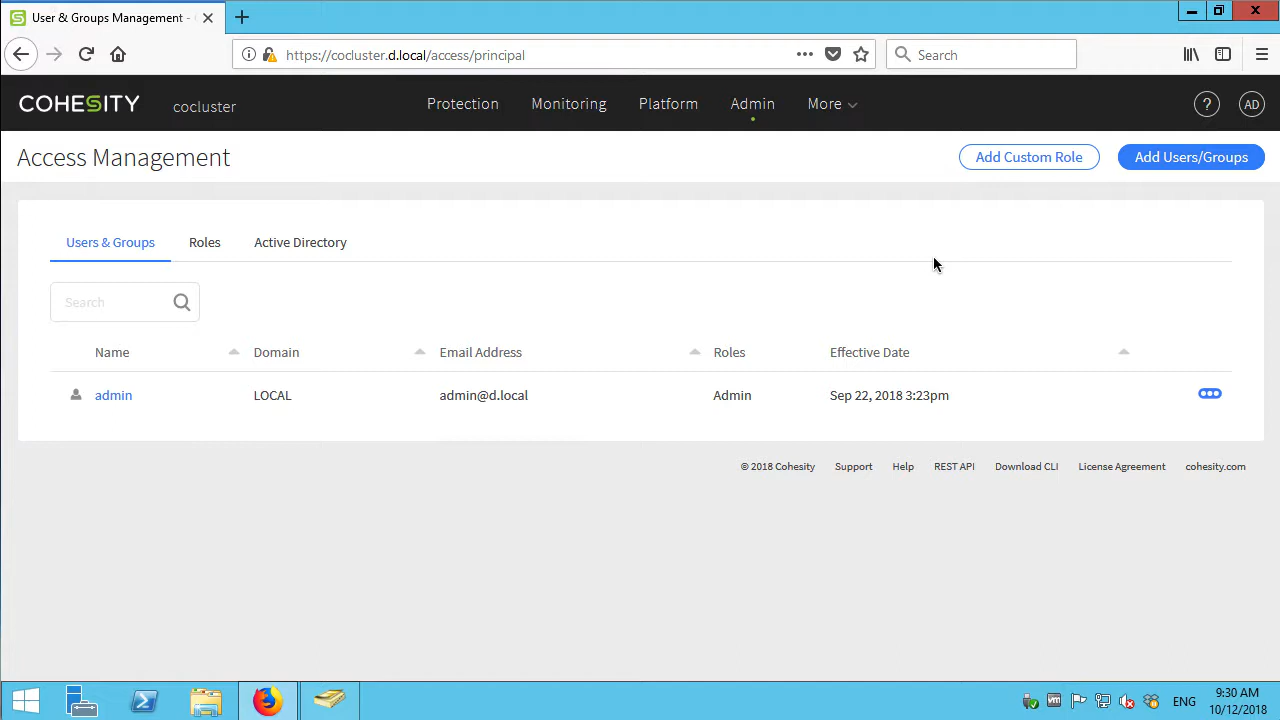 User & Groups Management -
https://cocluster.d.local/access/principal
Search
COHESITY
cocluster
Protection
Monitoring
Platform
Admin
More
?
AD
Access Management
Add Custom Role
Add Users/Groups
Users & Groups
Roles
Active Directory
Search
Name
Domain
Email Address
Roles
Effective Date
admin
LOCAL
admin@d.local
Admin
Sep 22, 2018 3:23pm
© 2018 Cohesity
Support
Help
REST API
Download CLI
License Agreement
cohesity.com
ENG
9:30 AM
10/12/2018